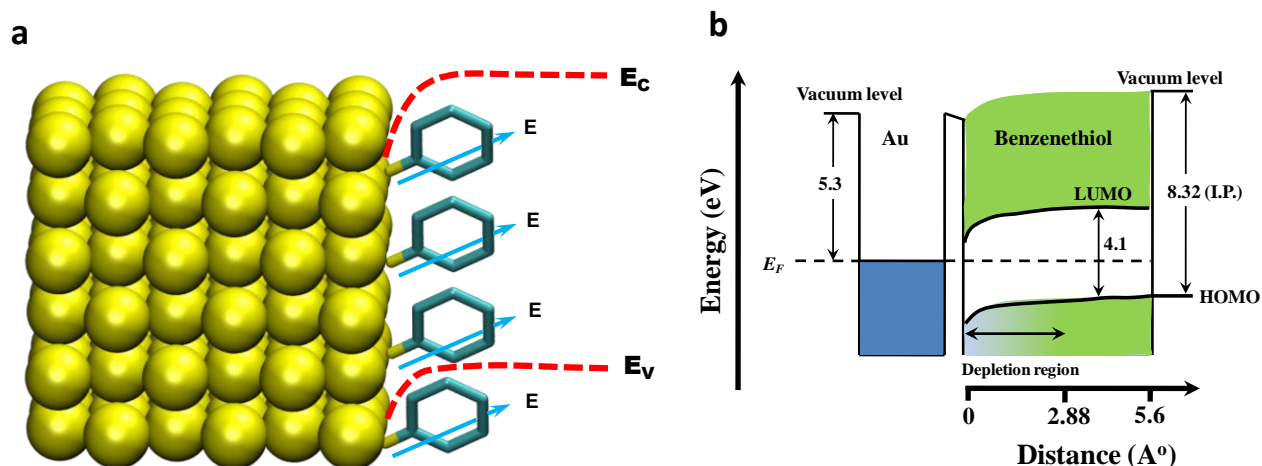 a
E_C
E
E
E
E_V
E
b
Energy (eV)
Vacuum level
Vacuum level
Au
Benzenethiol
5.3
LUMO
8.32 (I.P.)
4.1
E_F
HOMO
Depletion region
0
2.88
5.6
Distance (A^o)